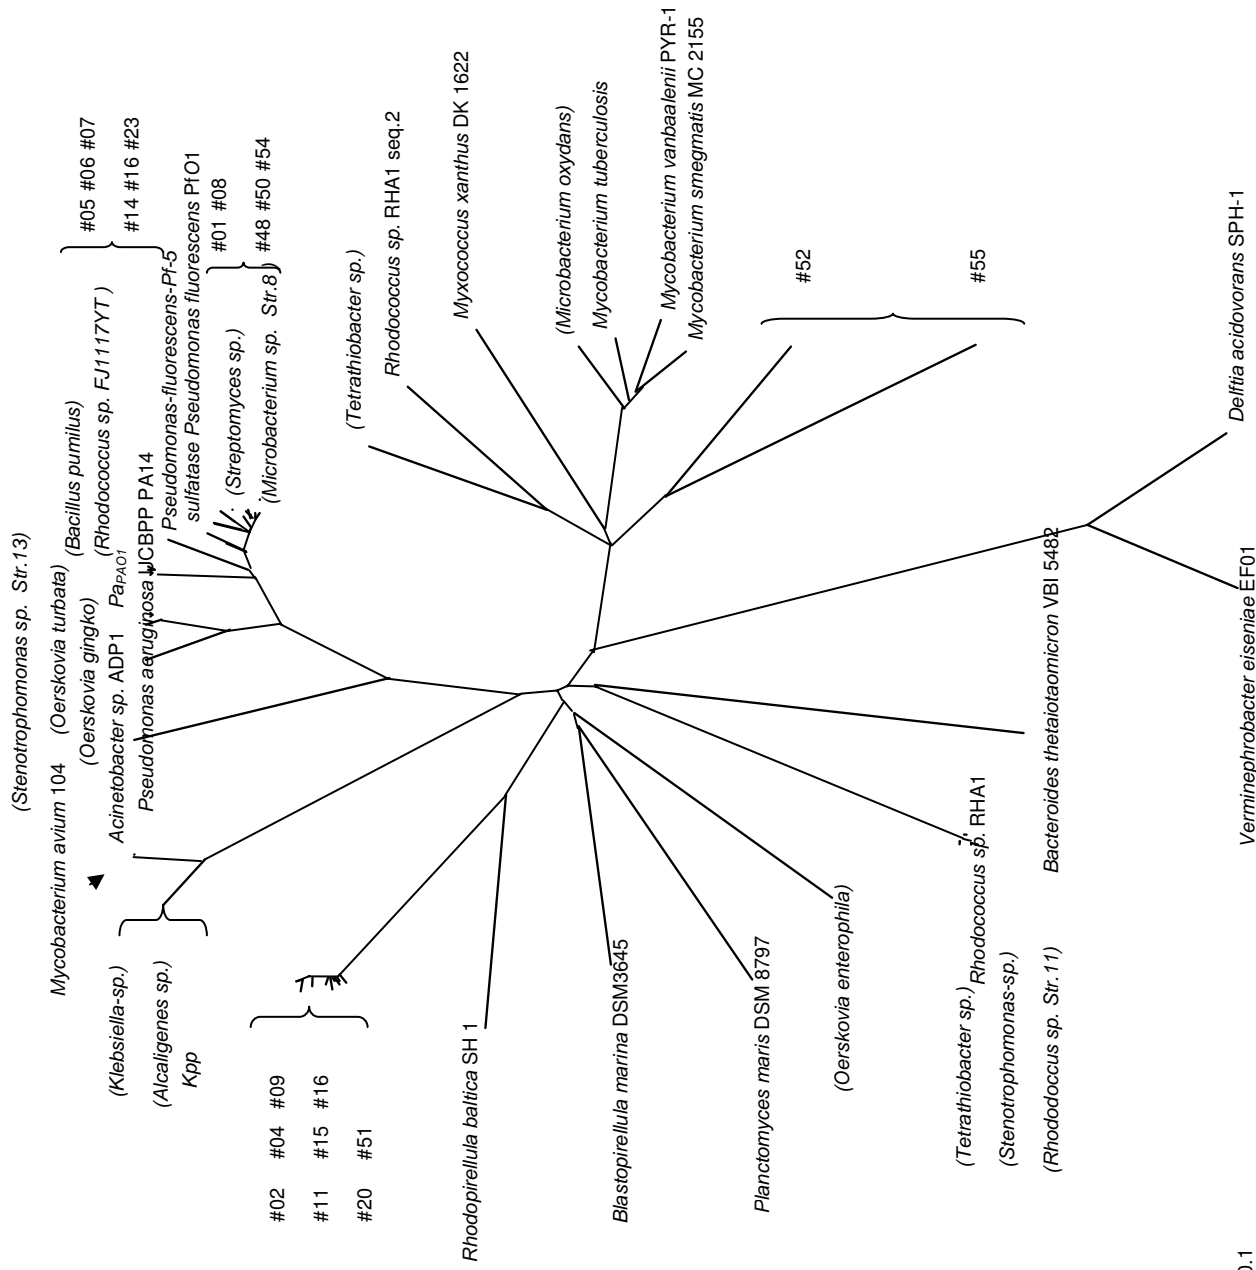 (Stenotrophomonas sp. Str.13)
Mycobacterium avium 104
(Oerskovia turbata)
(Bacillus pumilus)
#05 #06 #07
(Oerskovia gingko)
(Rhodococcus sp. FJ1117YT )
#14 #16 #23
Acinetobacter sp. ADP1
PaPAO1
Pseudomonas aeruginosa UCBPP PA14
Pseudomonas-fluorescens-Pf-5
sulfatase Pseudomonas fluorescens PfO1
#01 #08
(Streptomyces sp.)
#48 #50 #54
(Microbacterium sp. Str.8 )
(Tetrathiobacter sp.)
Rhodococcus sp. RHA1 seq.2
Myxococcus xanthus DK 1622
(Microbacterium oxydans)
Mycobacterium tuberculosis
Mycobacterium vanbaalenii PYR-1
Mycobacterium smegmatis MC 2155
#52
#55
Delftia acidovorans SPH-1
Verminephrobacter eiseniae EF01
Bacteroides thetaiotaomicron VBI 5482
Rhodococcus sp. RHA1
(Tetrathiobacter sp.)
(Stenotrophomonas-sp.)
(Rhododoccus sp. Str.11)
(Oerskovia enterophila)
Planctomyces maris DSM 8797
Blastopirellula marina DSM3645
Rhodopirellula baltica SH 1
#02 #04 #09
#11 #15 #16
#20 #51
(Klebsiella-sp.)
(Alcaligenes sp.)
Kpp
0.1